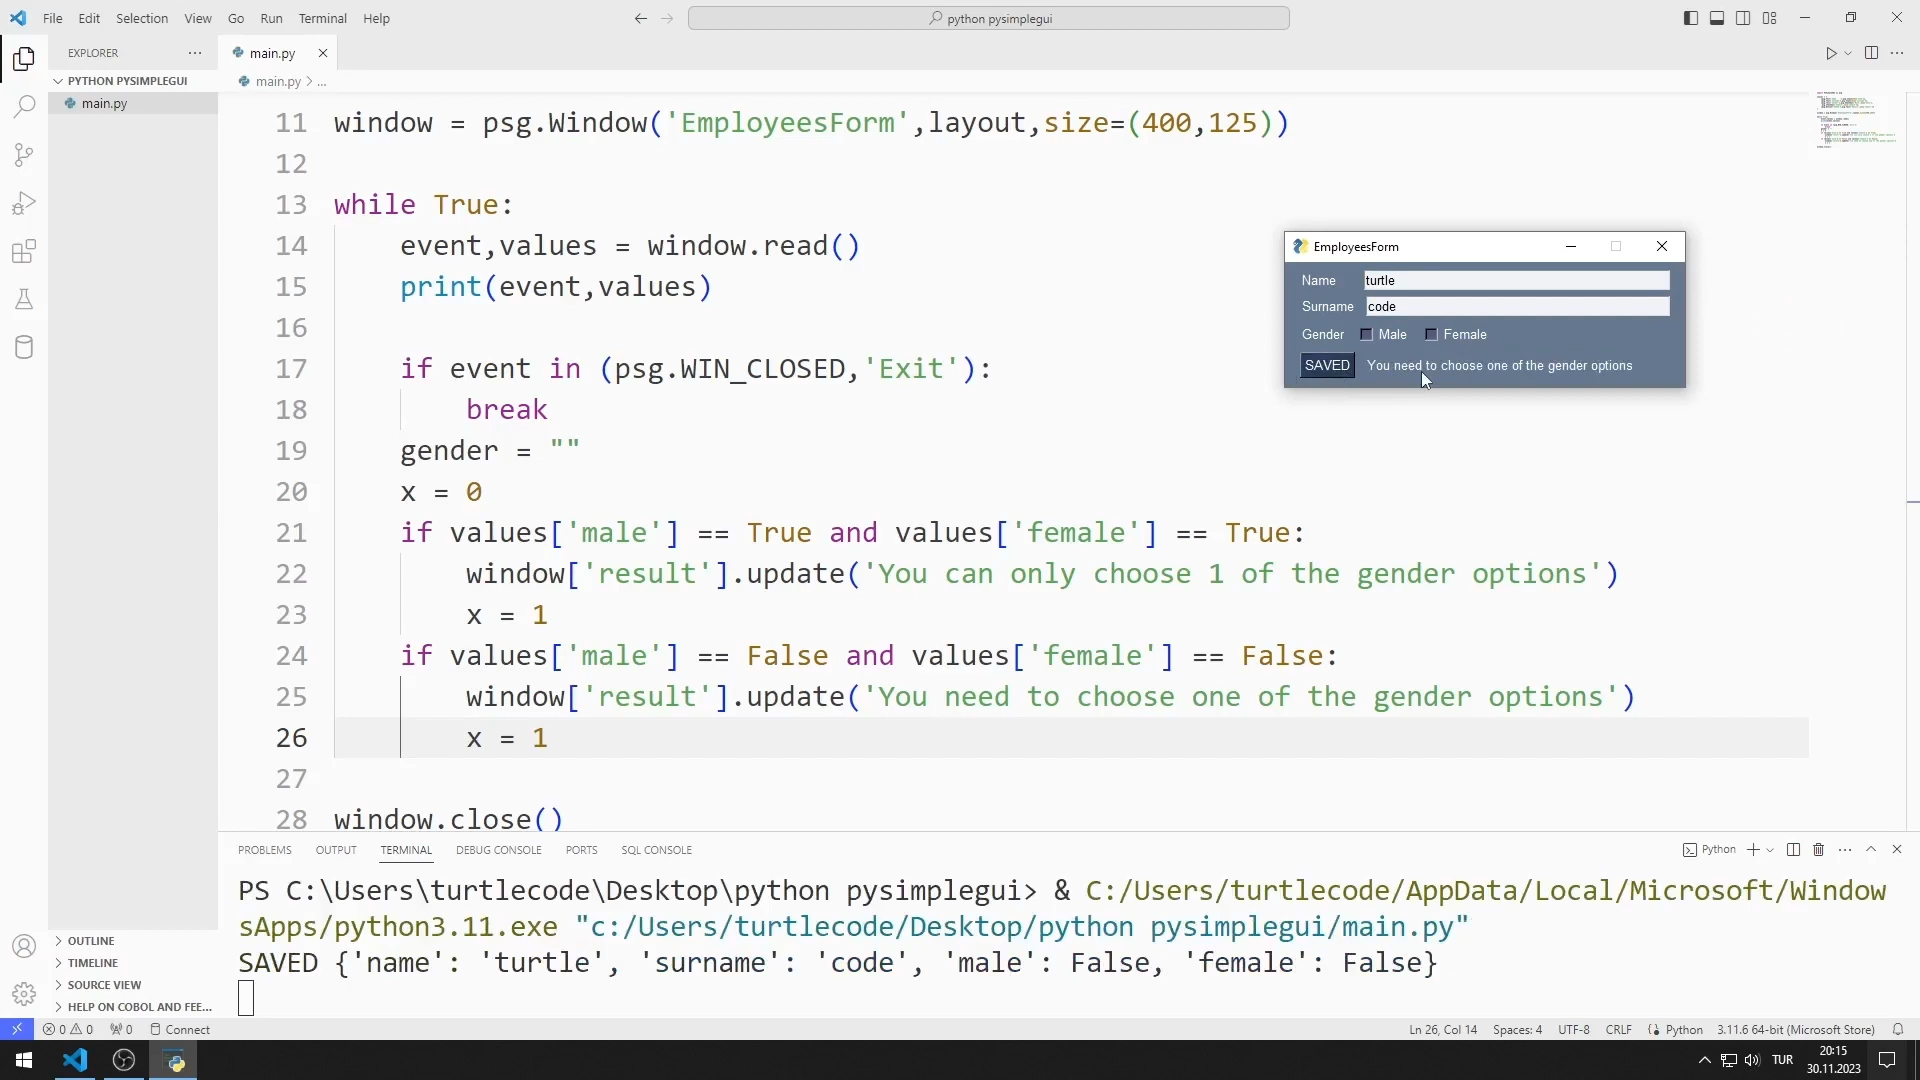 File Edit Selection View Go Run Terminal Help
python pysimplegui
EXPLORER
main.py
PYTHON PYSIMPLEGUI
main.py
main.py > ...
11 window = psg.Window('EmployeesForm',layout,size=(400,125))
12
13 while True:
14 event,values = window.read()
15 print(event,values)
16
17 if event in (psg.WIN_CLOSED,'Exit'):
18 break
19 gender = ""
20 x = 0
21 if values['male'] == True and values['female'] == True:
22 window['result'].update('You can only choose 1 of the gender options')
23 x = 1
24 if values['male'] == False and values['female'] == False:
25 window['result'].update('You need to choose one of the gender options')
26 x = 1
27
28 window.close()
EmployeesForm
Name turtle
Surname code
Gender Male Female
SAVED You need to choose one of the gender options
PROBLEMS OUTPUT TERMINAL DEBUG CONSOLE PORTS SQL CONSOLE
Python
PS C:\Users\turtlecode\Desktop\python pysimplegui> & C:/Users/turtlecode/AppData/Local/Microsoft/Window
sApps/python3.11.exe "c:/Users/turtlecode/Desktop/python pysimplegui/main.py"
SAVED {'name': 'turtle', 'surname': 'code', 'male': False, 'female': False}
OUTLINE
TIMELINE
SOURCE VIEW
HELP ON COBOL AND FEE...
0 0 0 Connect
Ln 26, Col 14 Spaces: 4 UTF-8 CRLF Python 3.11.6 64-bit (Microsoft Store)
TUR
20:15
30.11.2023